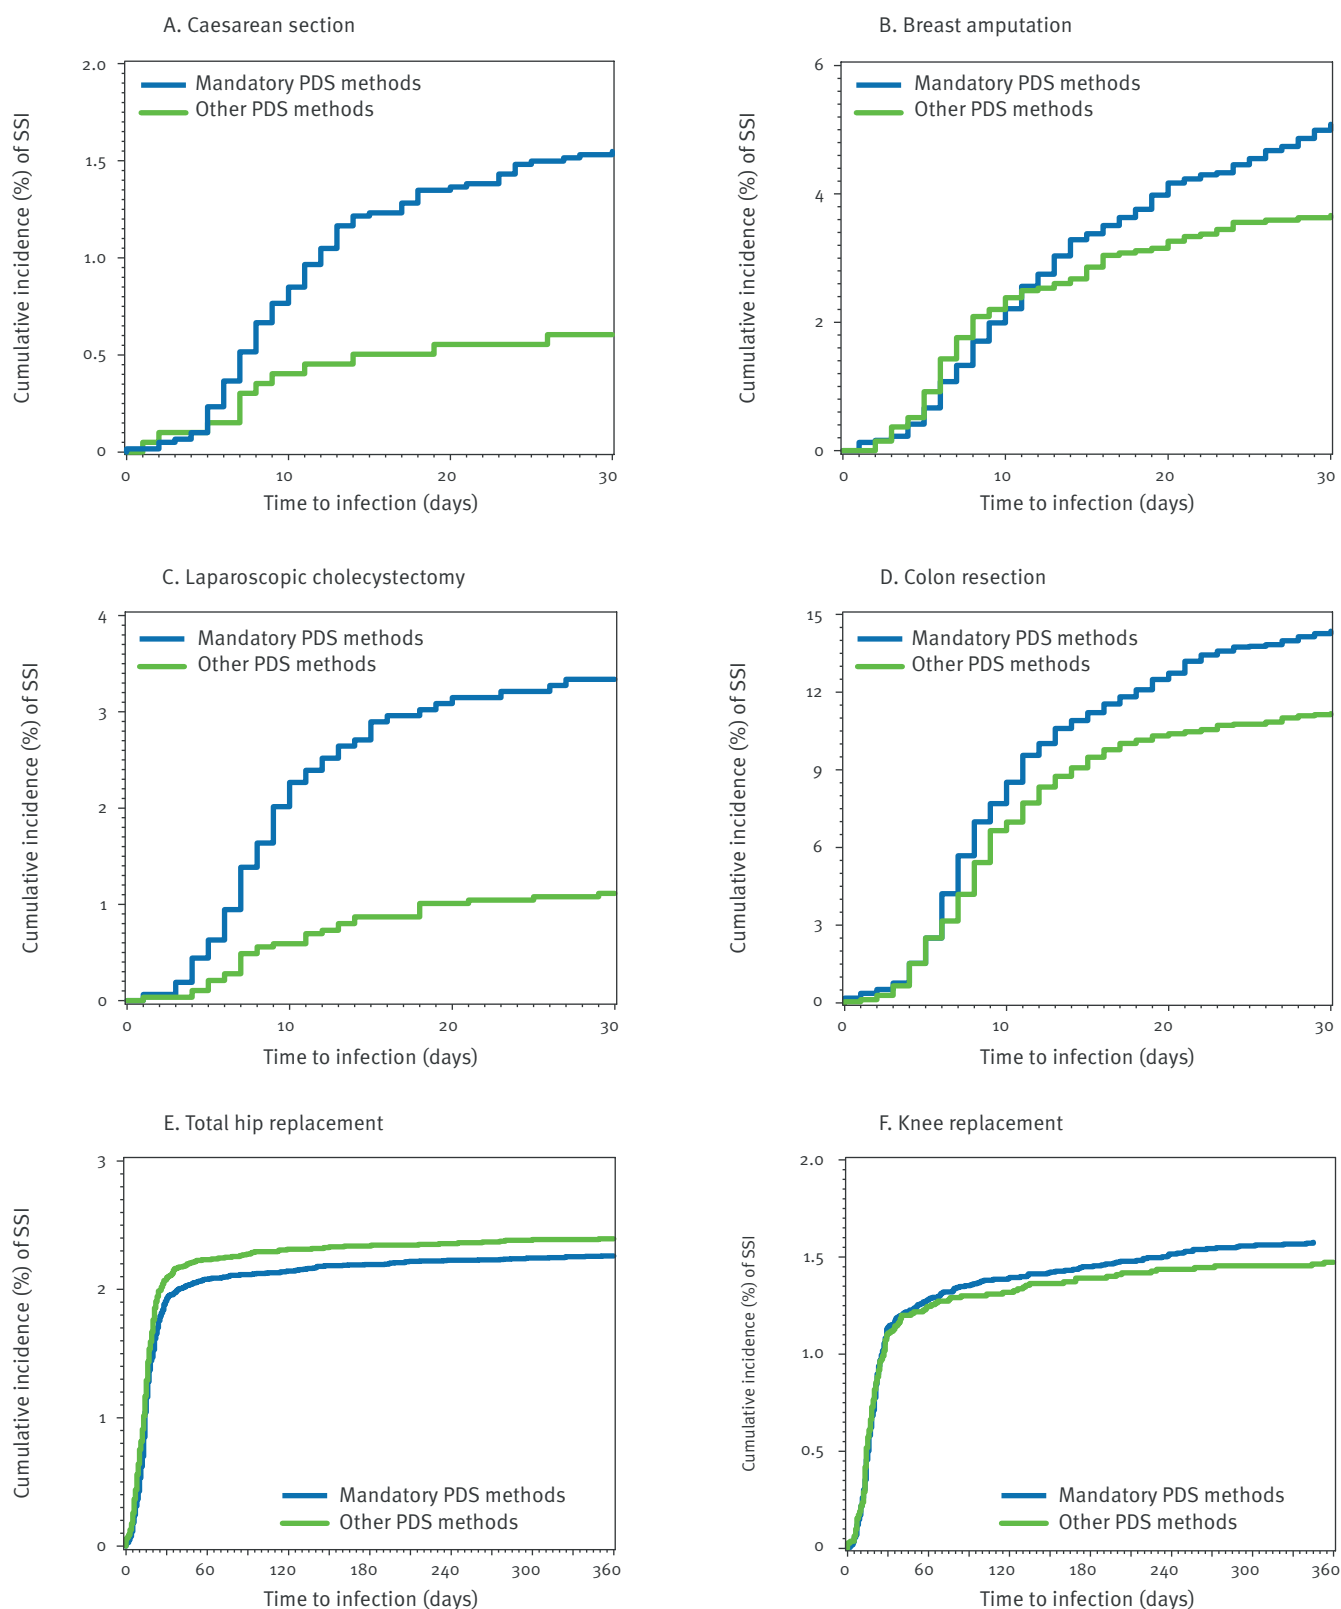 A. Caesarean section
Cumulative incidence (%) of SSI
2.0
1.5
1.0
0.5
0
Mandatory PDS methods
Other PDS methods
0 10 20 30
Time to infection (days)
B. Breast amputation
Cumulative incidence (%) of SSI
6
4
2
0
Mandatory PDS methods
Other PDS methods
0 10 20 30
Time to infection (days)
C. Laparoscopic cholecystectomy
Cumulative incidence (%) of SSI
4
3
2
1
0
Mandatory PDS methods
Other PDS methods
0 10 20 30
Time to infection (days)
D. Colon resection
Cumulative incidence (%) of SSI
15
12
9
6
3
0
Mandatory PDS methods
Other PDS methods
0 10 20 30
Time to infection (days)
E. Total hip replacement
Cumulative incidence (%) of SSI
3
2
1
0
Mandatory PDS methods
Other PDS methods
0 60 120 180 240 300 360
Time to infection (days)
F. Knee replacement
Cumulative incidence (%) of SSI
2.0
1.5
1.0
0.5
0
Mandatory PDS methods
Other PDS methods
0 60 120 180 240 300 360
Time to infection (days)